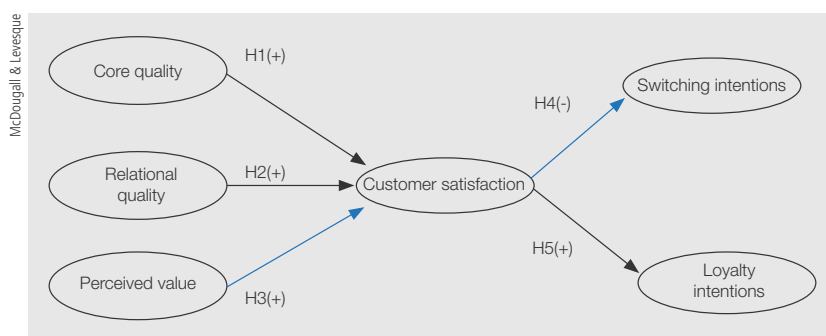 McDougall & Levesque
Core quality
H1(+)
Relational
quality
H2(+)
Perceived value
H3(+)
Customer satisfaction
H4(-)
Switching intentions
H5(+)
Loyalty
intentions